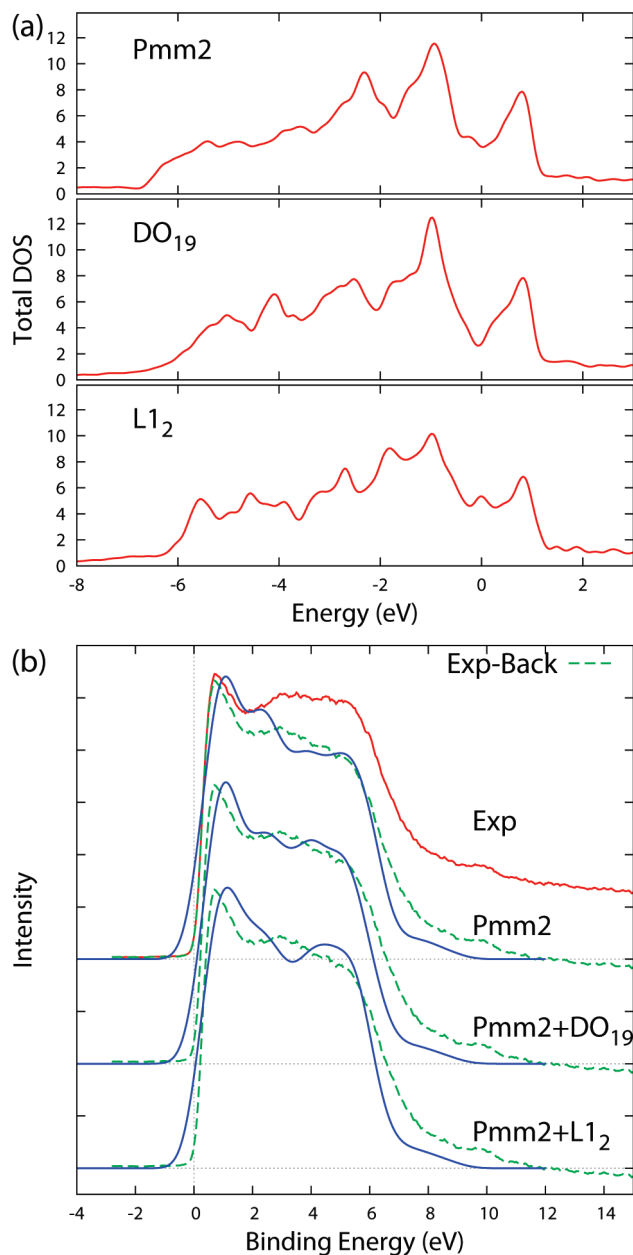 (a)
Pmm2
12
10
8
6
4
2
0
DO19
Total DOS
12
10
8
6
4
2
0
L12
12
10
8
6
4
2
0
-8 -6 -4 -2 0 2
Energy (eV)
(b)
Exp-Back
Exp
Pmm2
Pmm2+DO19
Pmm2+L12
Intensity
-4 -2 0 2 4 6 8 10 12 14
Binding Energy (eV)